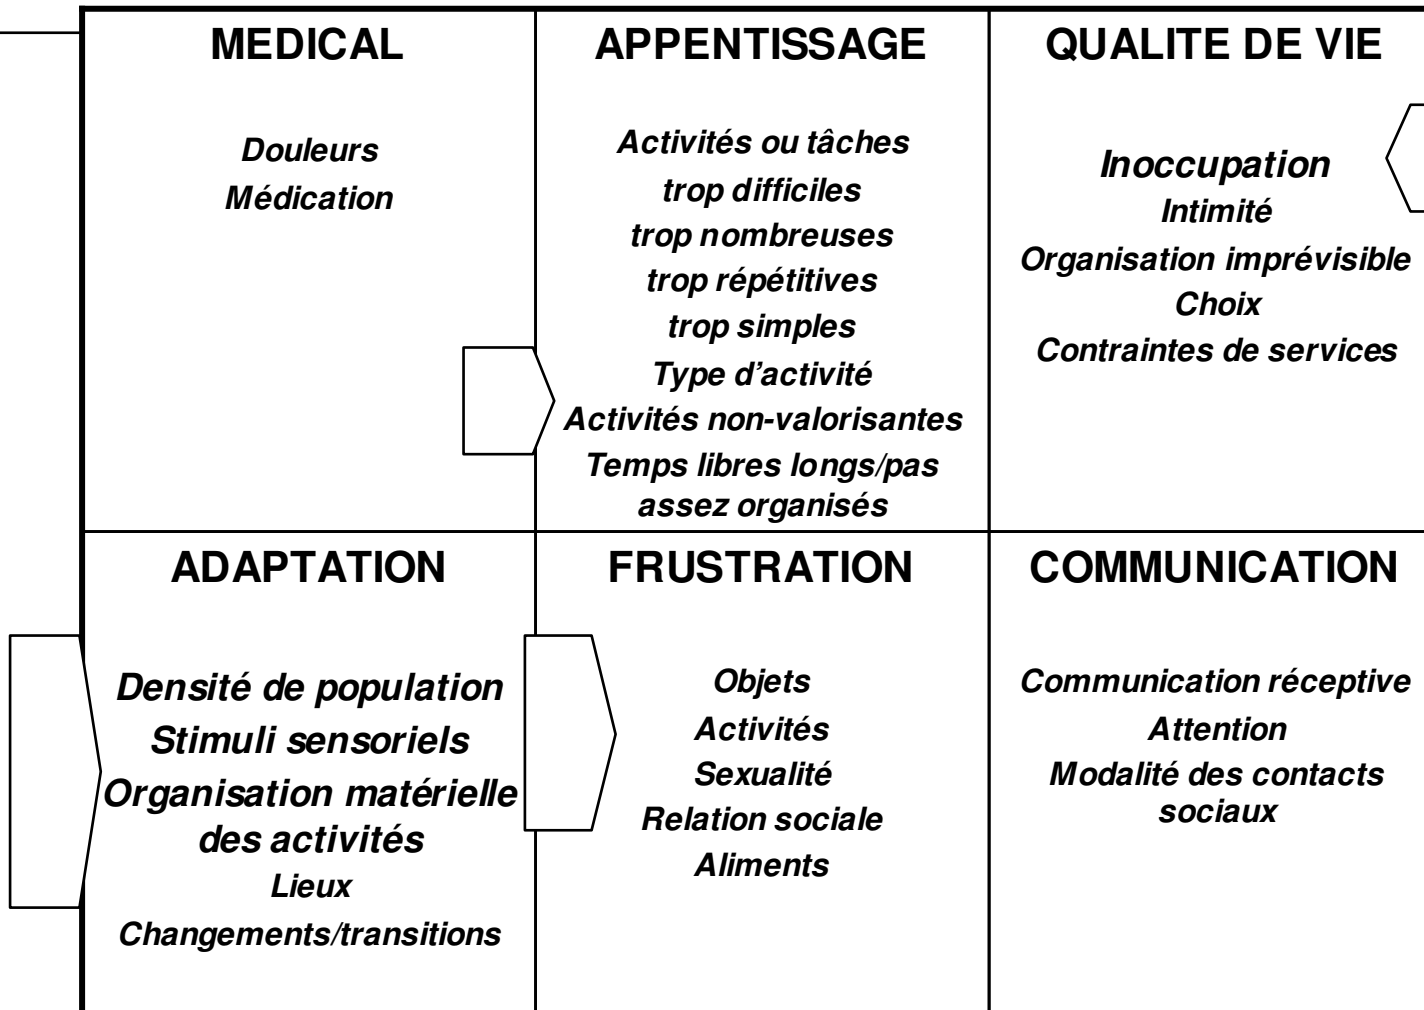 MEDICAL
Douleurs
Médication
APPENTISSAGE
Activités ou tâches
trop difficiles
trop nombreuses
trop répétitives
trop simples
Type d’activité
Activités non-valorisantes
Temps libres longs/pas
assez organisés
QUALITE DE VIE
Inoccupation
Intimité
Organisation imprévisible
Choix
Contraintes de services
ADAPTATION
Densité de population
Stimuli sensoriels
Organisation matérielle
des activités
Lieux
Changements/transitions
FRUSTRATION
Objets
Activités
Sexualité
Relation sociale
Aliments
COMMUNICATION
Communication réceptive
Attention
Modalité des contacts
sociaux